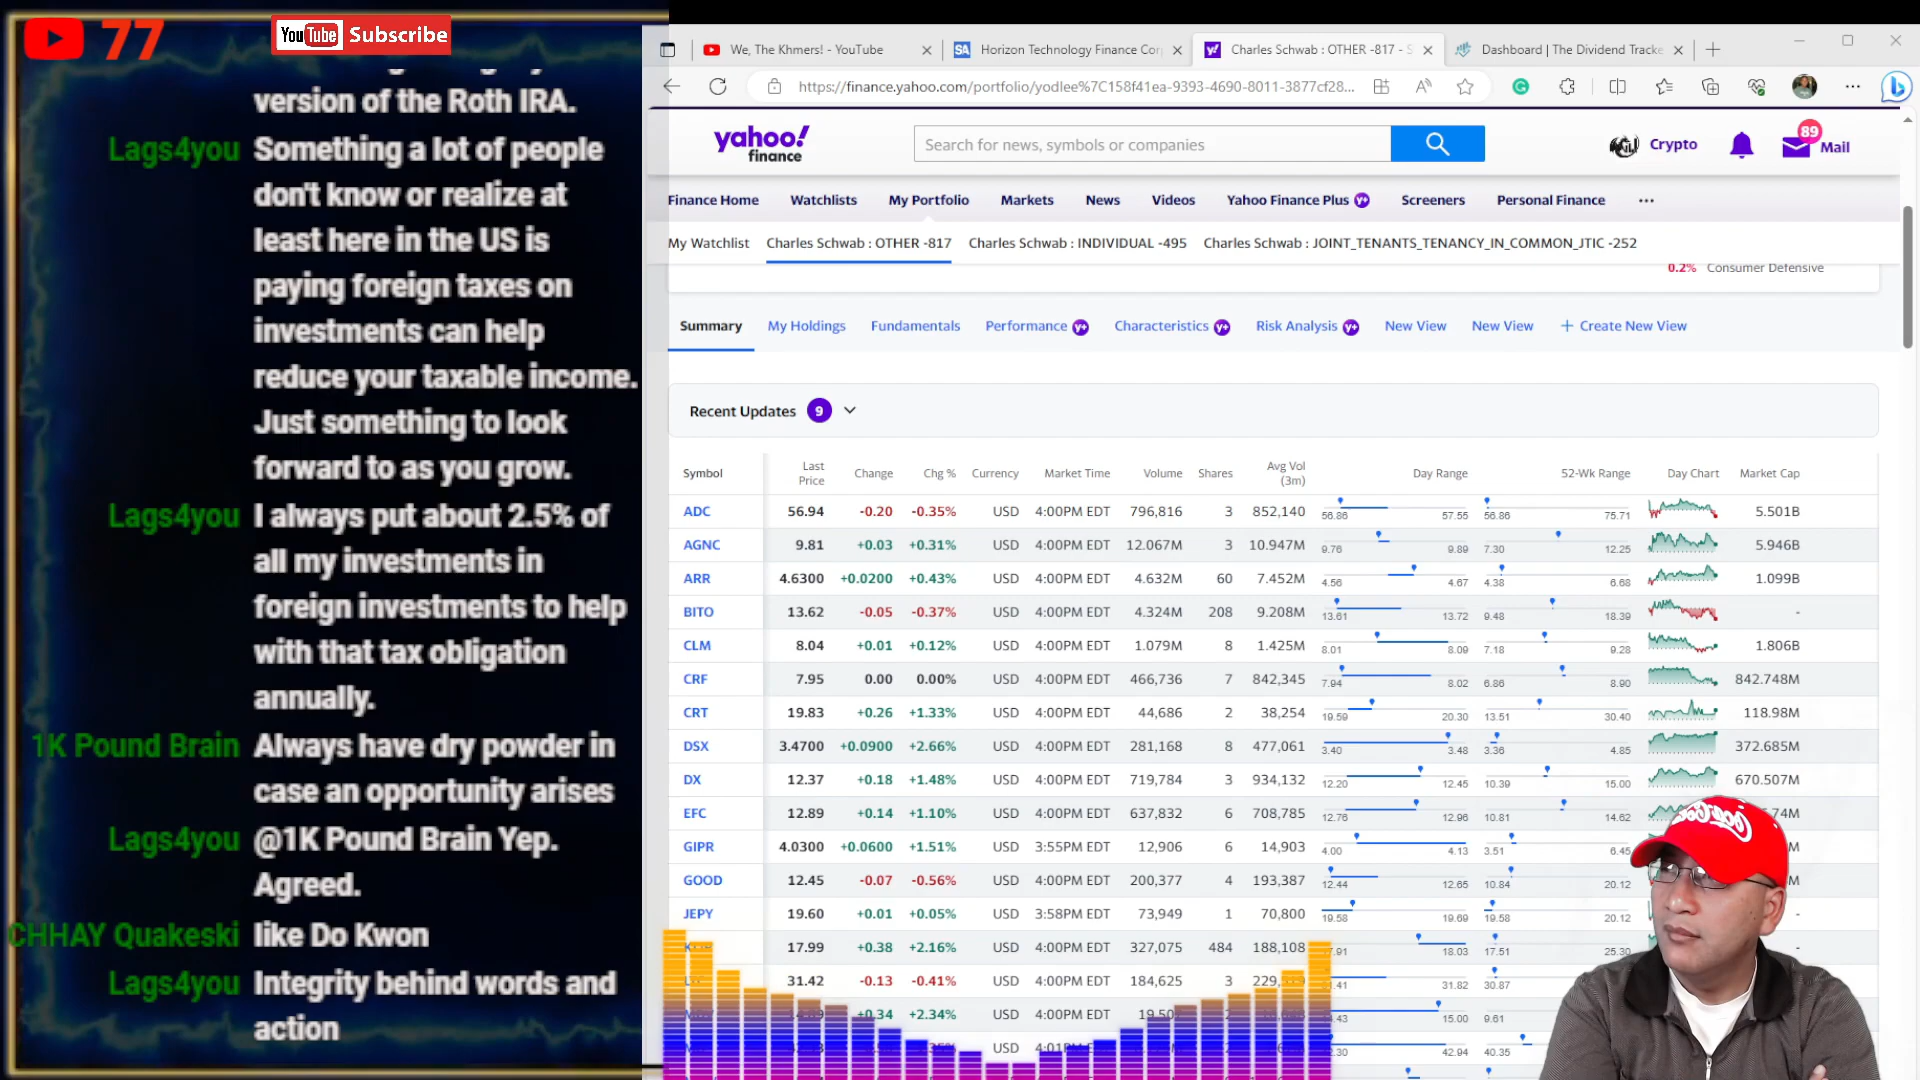 77
YouTube Subscribe
version of the Roth IRA.
Lags4you Something a lot of people
don't know or realize at
least here in the US is
paying foreign taxes on
investments can help
reduce your taxable income.
Just something to look
forward to as you grow.
Lags4you I always put about 2.5% of
all my investments in
foreign investments to help
with that tax obligation
annually.
1K Pound Brain Always have dry powder in
case an opportunity arises
Lags4you @1K Pound Brain Yep.
Agreed.
CHHAY Quakeski like Do Kwon
Lags4you Integrity behind words and
action
We, The Khmers! - YouTube
Horizon Technology Finance Cor
Charles Schwab : OTHER -817 - S
Dashboard | The Dividend Tracke
https://finance.yahoo.com/portfolio/yodlee%7C158f41ea-9393-4690-8011-3877cf28...
yahoo!
finance
Search for news, symbols or companies
Crypto
89
Mail
Finance Home Watchlists My Portfolio Markets News Videos Yahoo Finance Plus Y+ Screeners Personal Finance ...
My Watchlist Charles Schwab : OTHER -817 Charles Schwab : INDIVIDUAL -495 Charles Schwab : JOINT_TENANTS_TENANCY_IN_COMMON_JTIC -252
0.2% Consumer Defensive
Summary My Holdings Fundamentals Performance Y+ Characteristics Y+ Risk Analysis Y+ New View New View + Create New View
Recent Updates 9
Symbol Last Price Change Chg % Currency Market Time Volume Shares Avg Vol (3m) Day Range 52-Wk Range Day Chart Market Cap
ADC 56.94 -0.20 -0.35% USD 4:00PM EDT 796,816 3 852,140 56.86 57.55 56.86 75.71 5.501B
AGNC 9.81 +0.03 +0.31% USD 4:00PM EDT 12.067M 3 10.947M 9.76 9.89 7.30 12.25 5.946B
ARR 4.6300 +0.0200 +0.43% USD 4:00PM EDT 4.632M 60 7.452M 4.56 4.67 4.38 6.68 1.099B
BITO 13.62 -0.05 -0.37% USD 4:00PM EDT 4.324M 208 9.208M 13.61 13.72 9.48 18.39 -
CLM 8.04 +0.01 +0.12% USD 4:00PM EDT 1.079M 8 1.425M 8.01 8.09 7.18 9.28 1.806B
CRF 7.95 0.00 0.00% USD 4:00PM EDT 466,736 7 842,345 7.94 8.02 6.86 8.90 842.748M
CRT 19.83 +0.26 +1.33% USD 4:00PM EDT 44,686 2 38,254 19.59 20.30 13.51 30.40 118.98M
DSX 3.4700 +0.0900 +2.66% USD 4:00PM EDT 281,168 8 477,061 3.40 3.48 3.36 4.85 372.685M
DX 12.37 +0.18 +1.48% USD 4:00PM EDT 719,784 3 934,132 12.20 12.45 10.39 15.00 670.507M
EFC 12.89 +0.14 +1.10% USD 4:00PM EDT 637,832 6 708,785 12.76 12.96 10.81 14.62
GIPR 4.0300 +0.0600 +1.51% USD 3:55PM EDT 12,906 6 14,903 4.00 4.13 3.51 6.45
GOOD 12.45 -0.07 -0.56% USD 4:00PM EDT 200,377 4 193,387 12.44 12.65 10.84 20.12
JEPY 19.60 +0.01 +0.05% USD 3:58PM EDT 73,949 1 70,800 19.58 19.69 19.58 20.12 -
17.99 +0.38 +2.16% USD 4:00PM EDT 327,075 484 188,108 18.03 17.51 25.30 -
31.42 -0.13 -0.41% USD 4:00PM EDT 184,625 3 31.82 30.87
+0.34 +2.34% USD 4:00PM EDT 15.00 9.61
USD 42.94 40.35
Coca-Cola